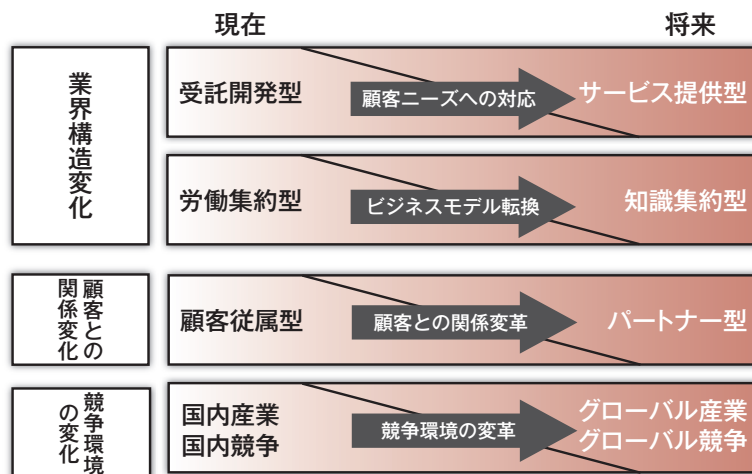 現在
将来
業界構造変化
受託開発型
顧客ニーズへの対応
サービス提供型
労働集約型
ビジネスモデル転換
知識集約型
顧客との
関係変化
顧客従属型
顧客との関係変革
パートナー型
競争環境
の変化
国内産業
国内競争
競争環境の変革
グローバル産業
グローバル競争